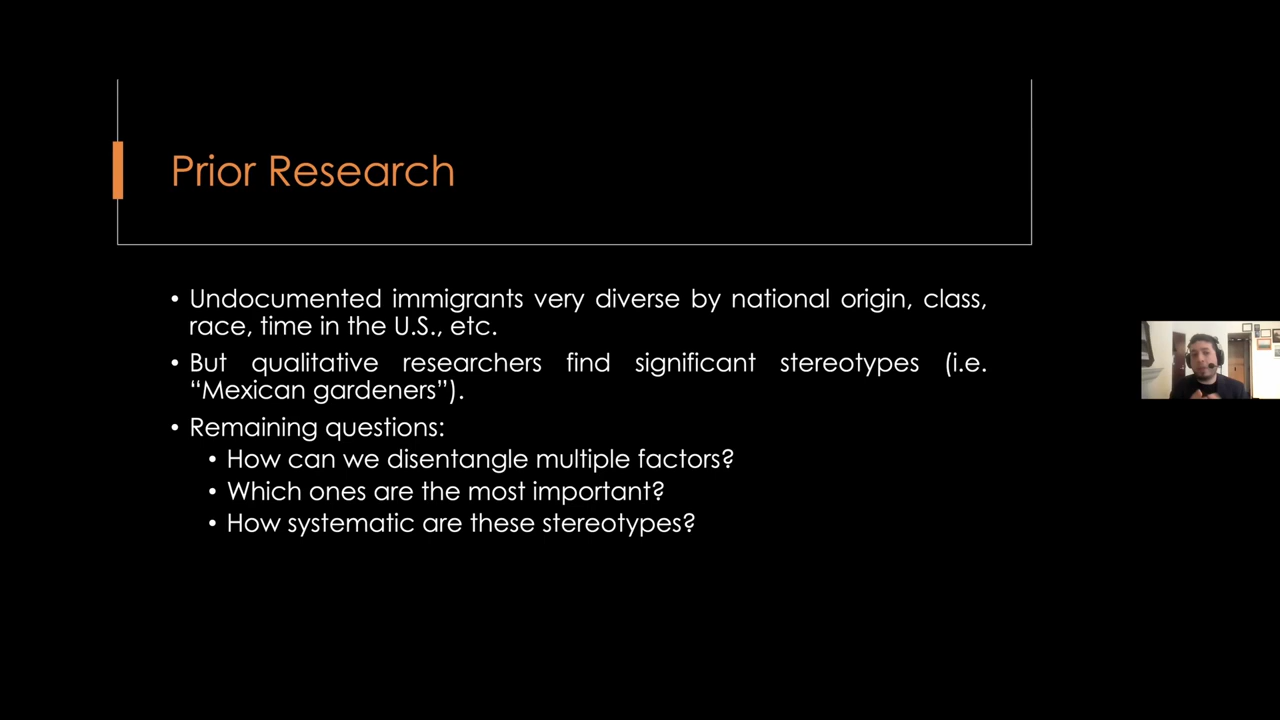 Prior Research
• Undocumented immigrants very diverse by national origin, class,
race, time in the U.S., etc.
• But qualitative researchers find significant stereotypes (i.e.
“Mexican gardeners”).
• Remaining questions:
• How can we disentangle multiple factors?
• Which ones are the most important?
• How systematic are these stereotypes?